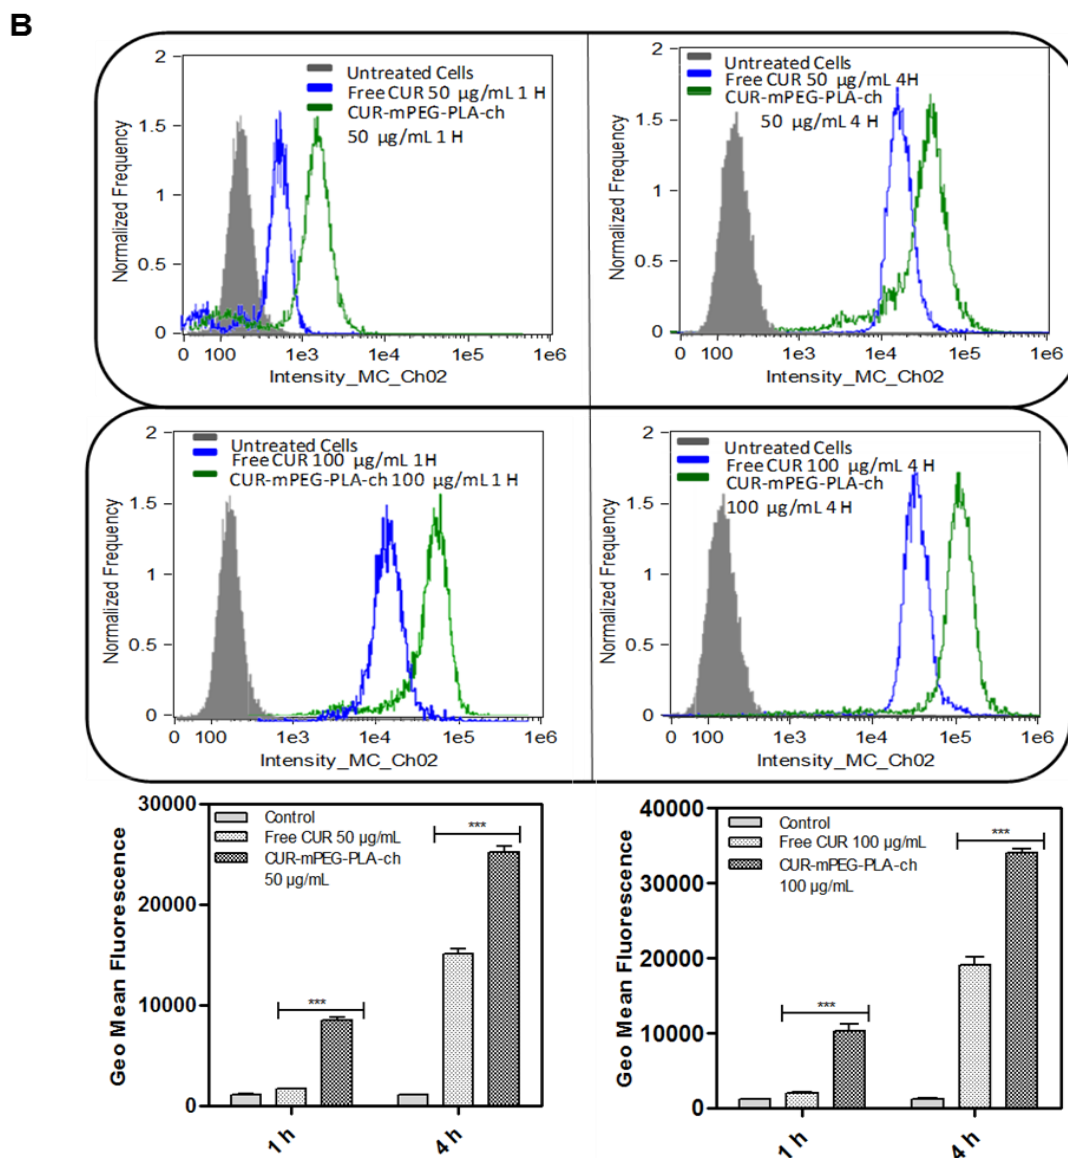 B
2
1.5
1
0.5
0
Normalized Frequency
Untreated Cells
Free CUR 50 µg/mL 1 H
CUR-mPEG-PLA-ch
50 µg/mL 1 H
0 100 1e3 1e4 1e5 1e6
Intensity_MC_Ch02
2
1.5
1
0.5
0
Normalized Frequency
Untreated Cells
Free CUR 50 µg/mL 4H
CUR-mPEG-PLA-ch
50 µg/mL 4 H
0 100 1e3 1e4 1e5 1e6
Intensity_MC_Ch02
2
1.5
1
0.5
0
Normalized Frequency
Untreated Cells
Free CUR 100 µg/mL 1H
CUR-mPEG-PLA-ch 100 µg/mL 1 H
0 100 1e3 1e4 1e5 1e6
Intensity_MC_Ch02
2
1.5
1
0.5
0
Normalized Frequency
Untreated Cells
Free CUR 100 µg/mL 4 H
CUR-mPEG-PLA-ch
100 µg/mL 4 H
0 100 1e3 1e4 1e5 1e6
Intensity_MC_Ch02
30000
20000
10000
0
Geo Mean Fluorescence
Control
Free CUR 50 µg/mL
CUR-mPEG-PLA-ch
50 µg/mL
***
***
1 h 4 h
40000
30000
20000
10000
0
Geo Mean Fluorescence
Control
Free CUR 100 µg/mL
CUR-mPEG-PLA-ch
100 µg/mL
***
***
1 h 4 h